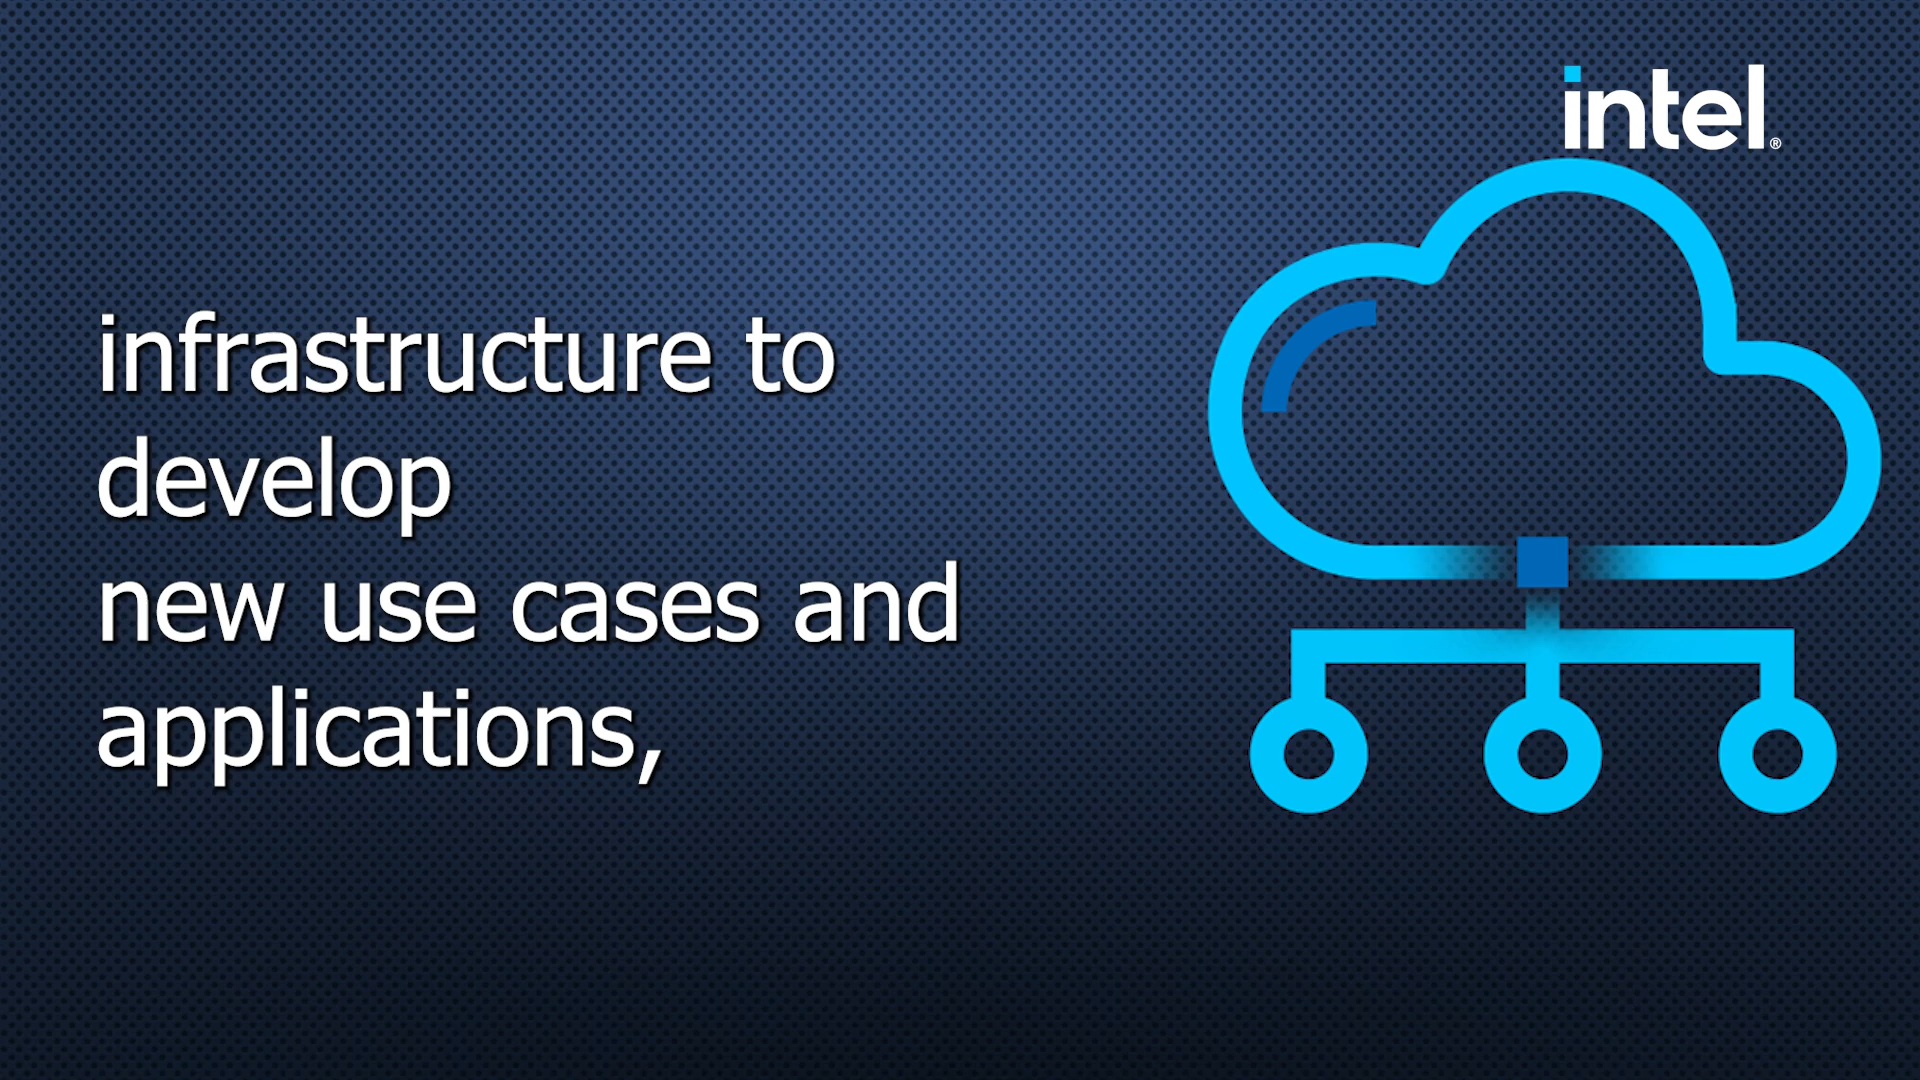 intel®
infrastructure to
develop
new use cases and
applications,